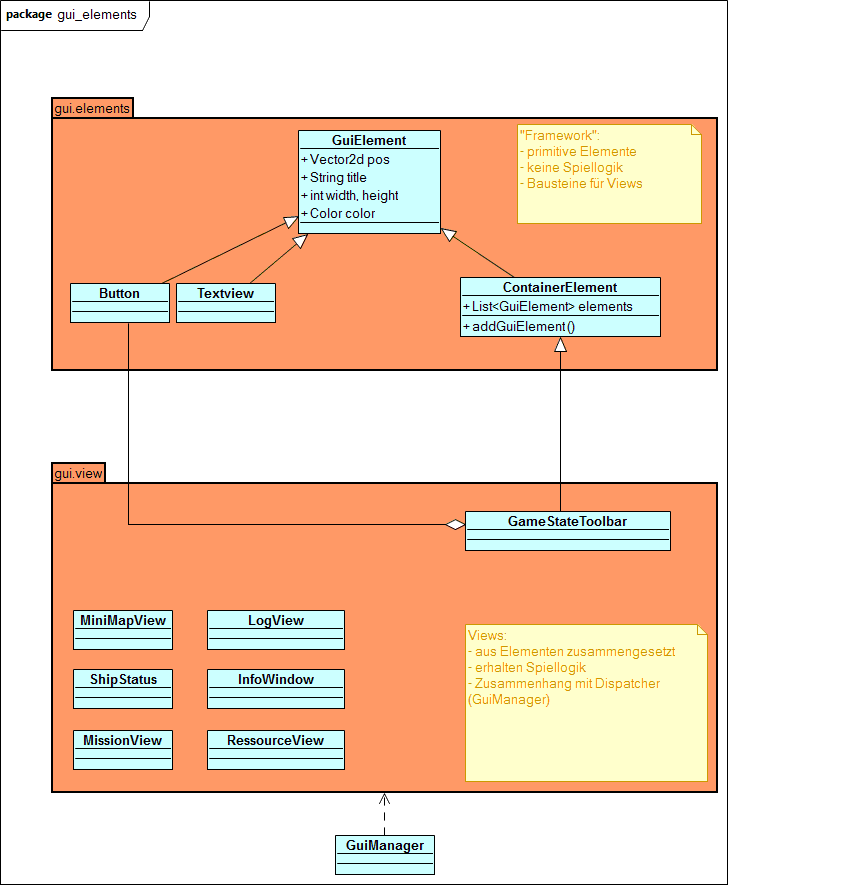 package gui_elements
gui.elements
GuiElement
+ Vector2d pos
+ String title
+ int width, height
+ Color color
"Framework":
- primitive Elemente
- keine Spiellogik
- Bausteine für Views
Button
Textview
ContainerElement
+ List<GuiElement> elements
+ addGuiElement()
gui.view
GameStateToolbar
MiniMapView
LogView
ShipStatus
InfoWindow
MissionView
RessourceView
Views:
- aus Elementen zusammengesetzt
- erhalten Spiellogik
- Zusammenhang mit Dispatcher
(GuiManager)
GuiManager